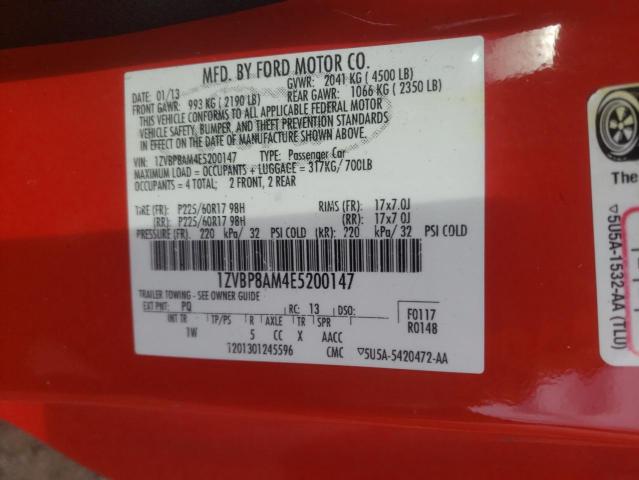 MFD. BY FORD MOTOR CO.
DATE: 01/13 GVWR: 2041 KG ( 4500 LB)
FRONT GAWR: 993 KG ( 2190 LB) REAR GAWR: 1066 KG ( 2350 LB)
THIS VEHICLE CONFORMS TO ALL APPLICABLE FEDERAL MOTOR
VEHICLE SAFETY, BUMPER, AND THEFT PREVENTION STANDARDS
IN EFFECT ON THE DATE OF MANUFACTURE SHOWN ABOVE.
VIN: 1ZVBP8AM4E5200147 TYPE: Passenger Car
MAXIMUM LOAD = OCCUPANTS + LUGGAGE = 317KG/ 700LB
OCCUPANTS = 4 TOTAL; 2 FRONT, 2 REAR
TIRE (FR): P225/60R17 98H RIMS (FR): 17x7.0J
(RR): P225/60R17 98H (RR): 17x7.0J
PRESSURE (FR): 220 kPa/ 32 PSI COLD (RR): 220 kPa/ 32 PSI COLD
1ZVBP8AM4E5200147
TRAILER TOWING - SEE OWNER GUIDE
EXT PNT: PQ RC: 13 DSO: F0117
INT TR TP/PS R AXLE TR SPR R0148
1W 5 CC X AACC
T201301245596 CMC ▽5U5A-5420472-AA
The
▽5U5A-1532-AA (TLU)